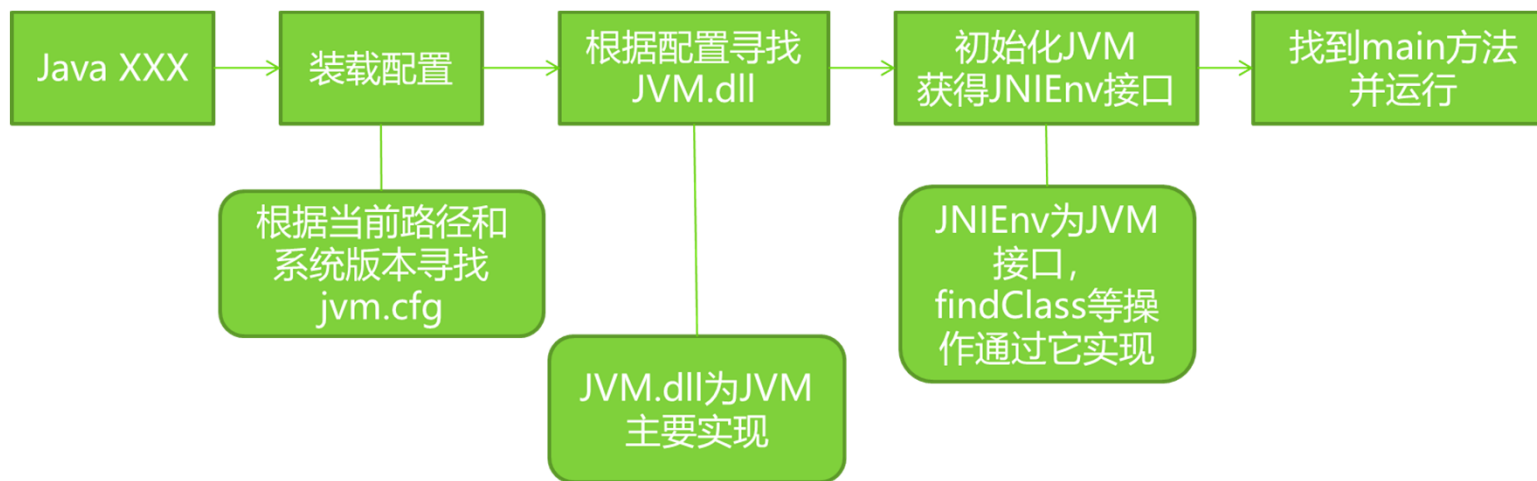 Java XXX
装载配置
根据配置寻找
JVM.dll
初始化JVM
获得JNIEnv接口
找到main方法
并运行
根据当前路径和
系统版本寻找
jvm.cfg
JVM.dll为JVM
主要实现
JNIEnv为JVM
接口，
findClass等操
作通过它实现